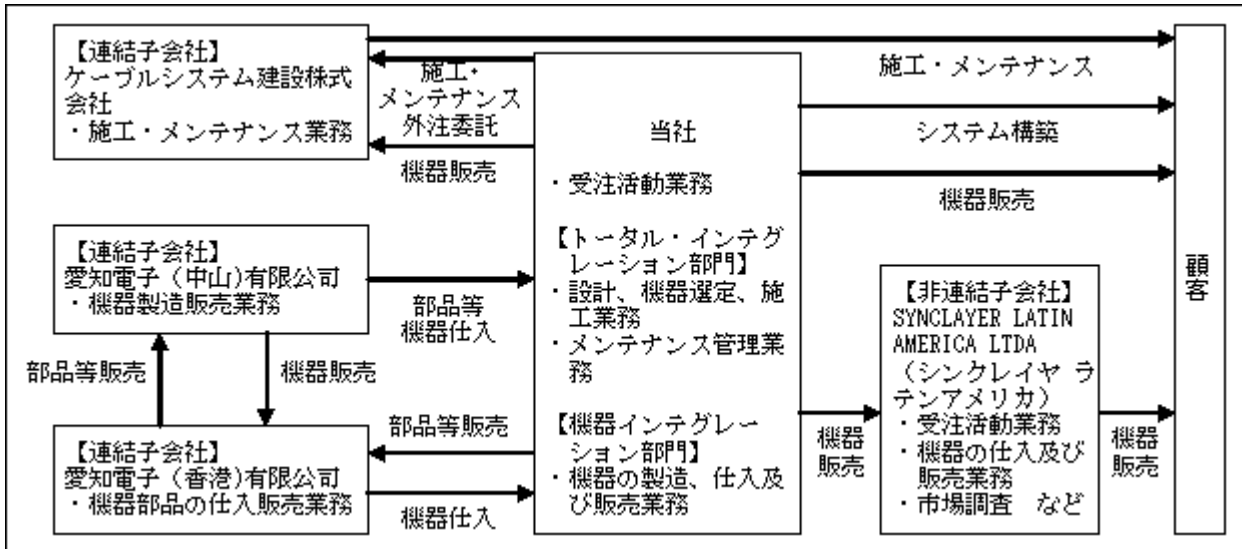 【連結子会社】
ケーブルシステム建設株式
会社
・施工・メンテナンス業務
施工・
メンテナンス
外注委託
機器販売
【連結子会社】
愛知電子（中山)有限公司
・機器製造販売業務
部品等
機器仕入
部品等販売
機器販売
【連結子会社】
愛知電子（香港)有限公司
・機器部品の仕入販売業務
部品等販売
機器仕入
当社
・受注活動業務
【トータル・インテグ
レーション部門】
・設計、機器選定、施
工業務
・メンテナンス管理業
務
【機器インテグレー
ション部門】
・機器の製造、仕入及
び販売業務
施工・メンテナンス
システム構築
機器販売
機器
販売
【非連結子会社】
SYNCLAYER LATIN
AMERICA LTDA
（シンクレイヤ ラ
テンアメリカ）
・受注活動業務
・機器の仕入及び
販売業務
・市場調査　など
機器
販売
顧
客